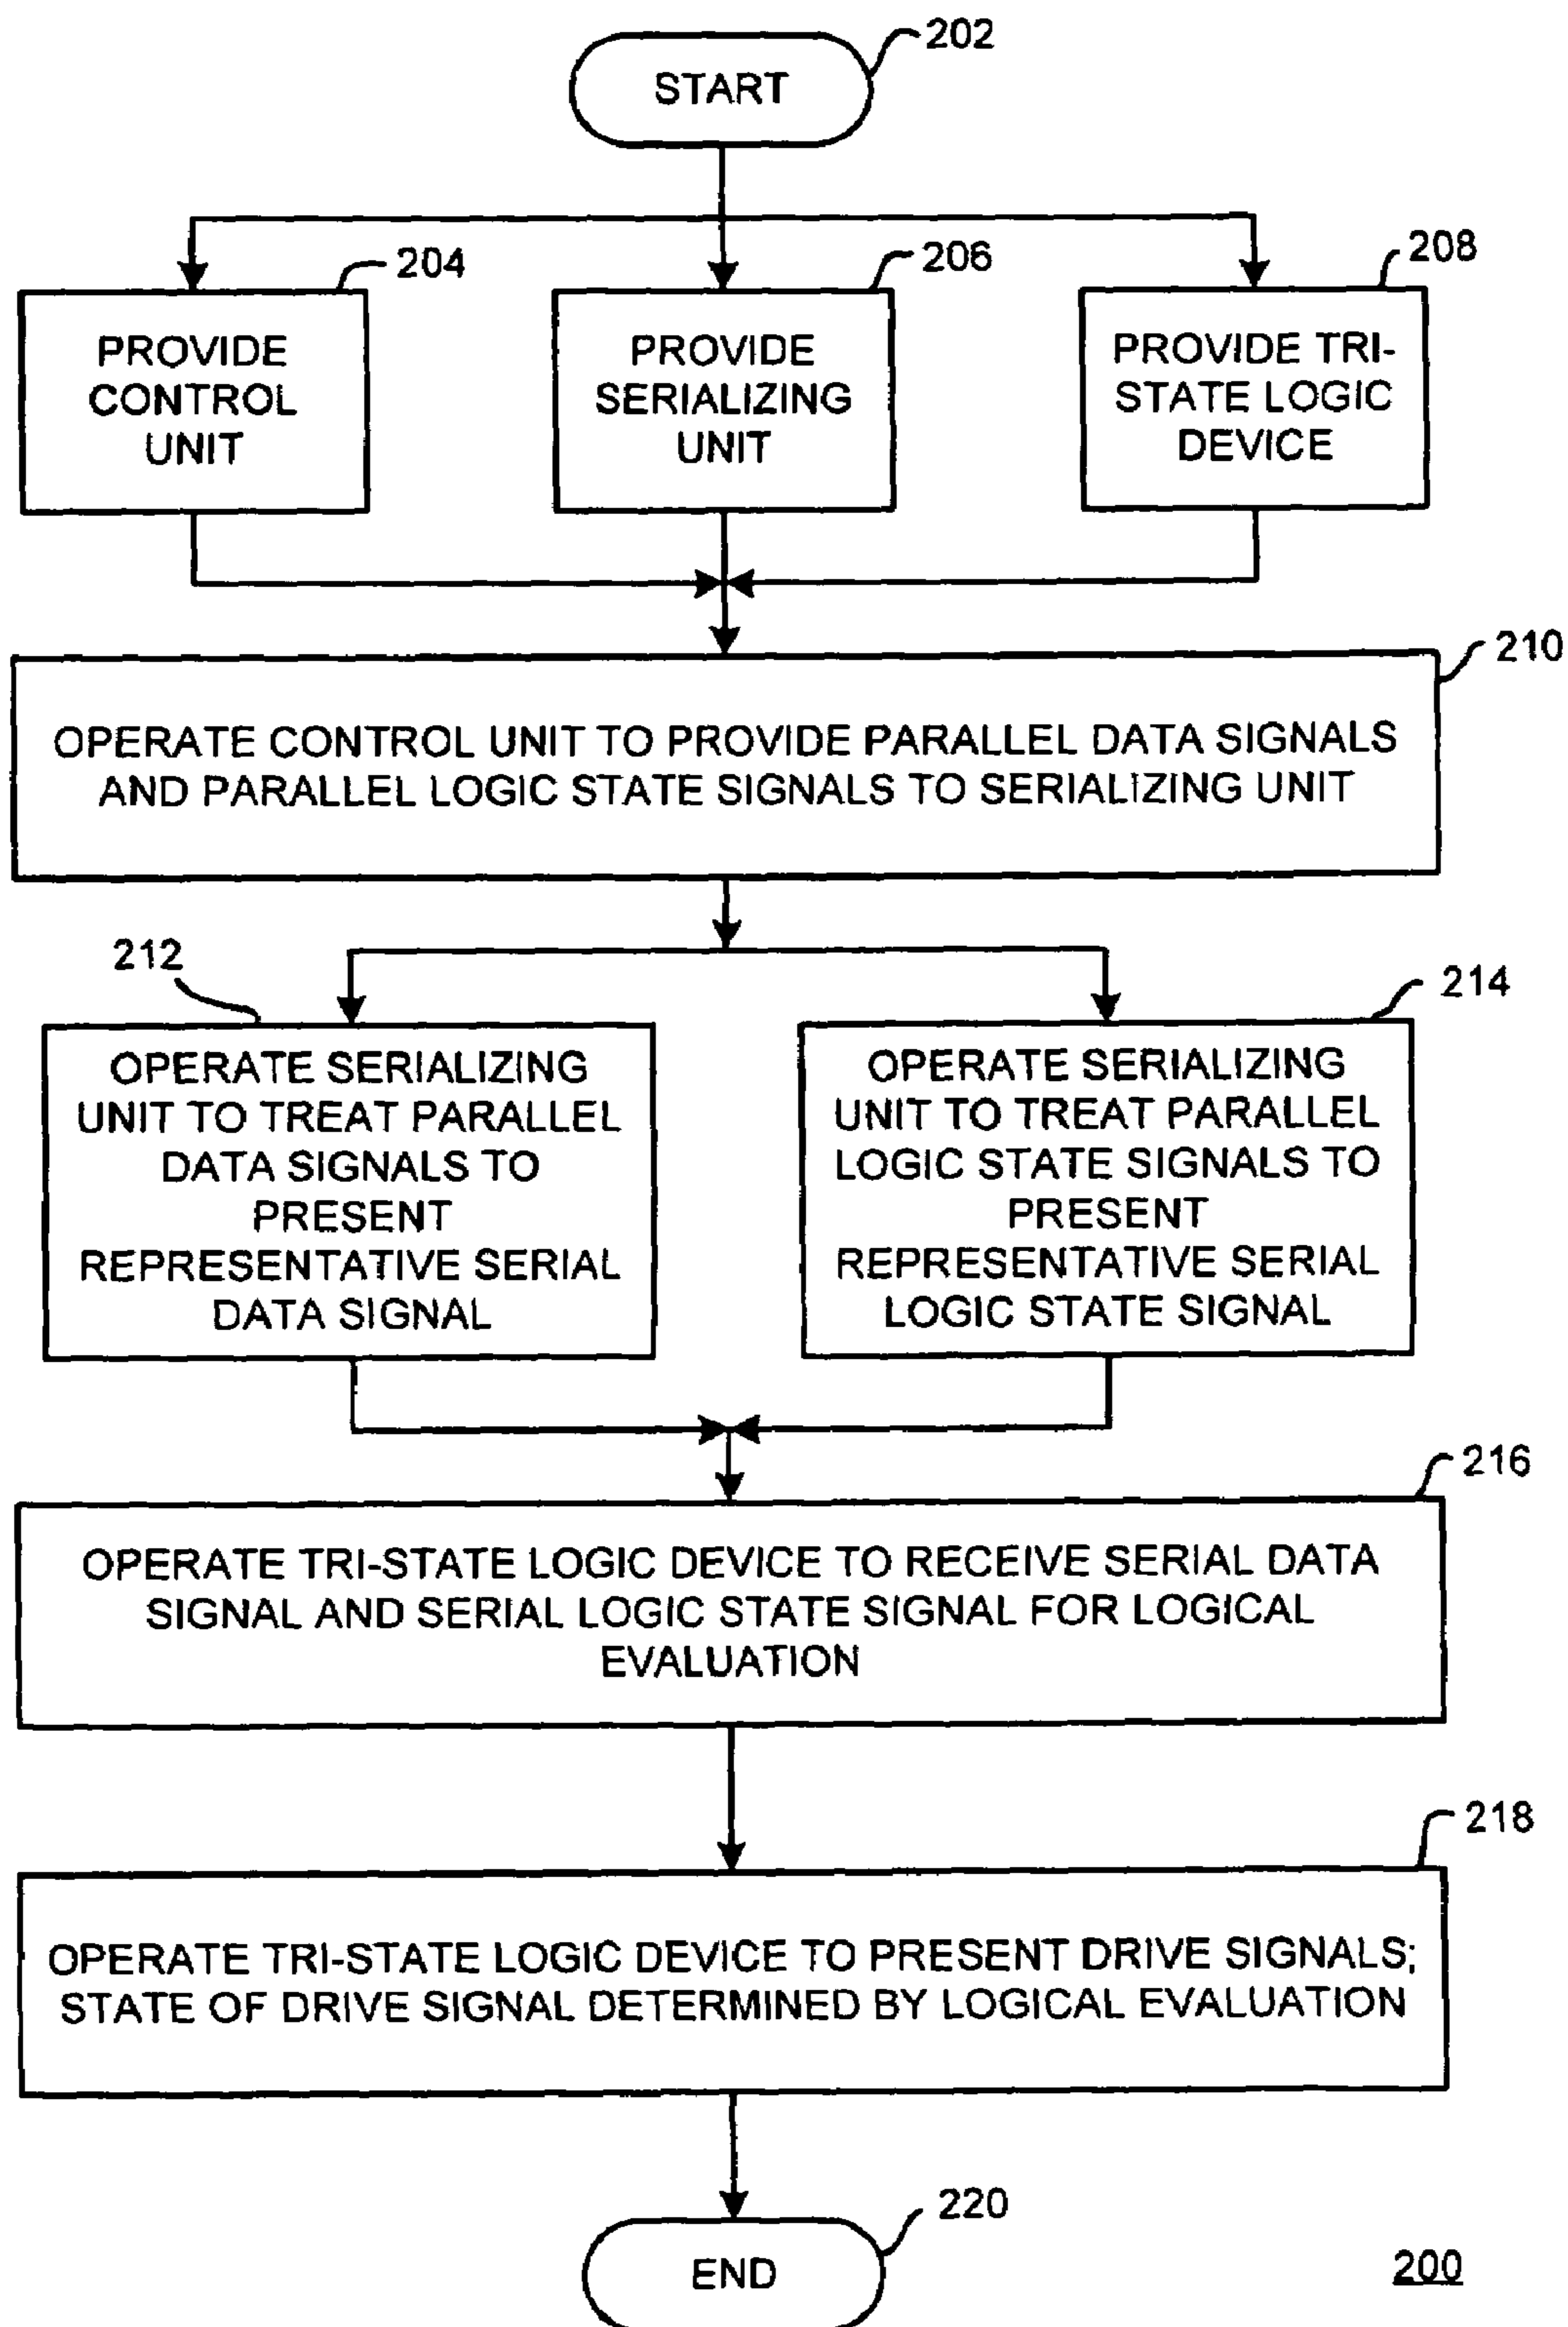 202
START
204
PROVIDE
CONTROL
UNIT
206
PROVIDE
SERIALIZING
UNIT
208
PROVIDE TRI-
STATE LOGIC
DEVICE
210
OPERATE CONTROL UNIT TO PROVIDE PARALLEL DATA SIGNALS
AND PARALLEL LOGIC STATE SIGNALS TO SERIALIZING UNIT
212
OPERATE SERIALIZING
UNIT TO TREAT PARALLEL
DATA SIGNALS TO
PRESENT
REPRESENTATIVE SERIAL
DATA SIGNAL
214
OPERATE SERIALIZING
UNIT TO TREAT PARALLEL
LOGIC STATE SIGNALS TO
PRESENT
REPRESENTATIVE SERIAL
LOGIC STATE SIGNAL
216
OPERATE TRI-STATE LOGIC DEVICE TO RECEIVE SERIAL DATA
SIGNAL AND SERIAL LOGIC STATE SIGNAL FOR LOGICAL
EVALUATION
218
OPERATE TRI-STATE LOGIC DEVICE TO PRESENT DRIVE SIGNALS;
STATE OF DRIVE SIGNAL DETERMINED BY LOGICAL EVALUATION
220
END
200